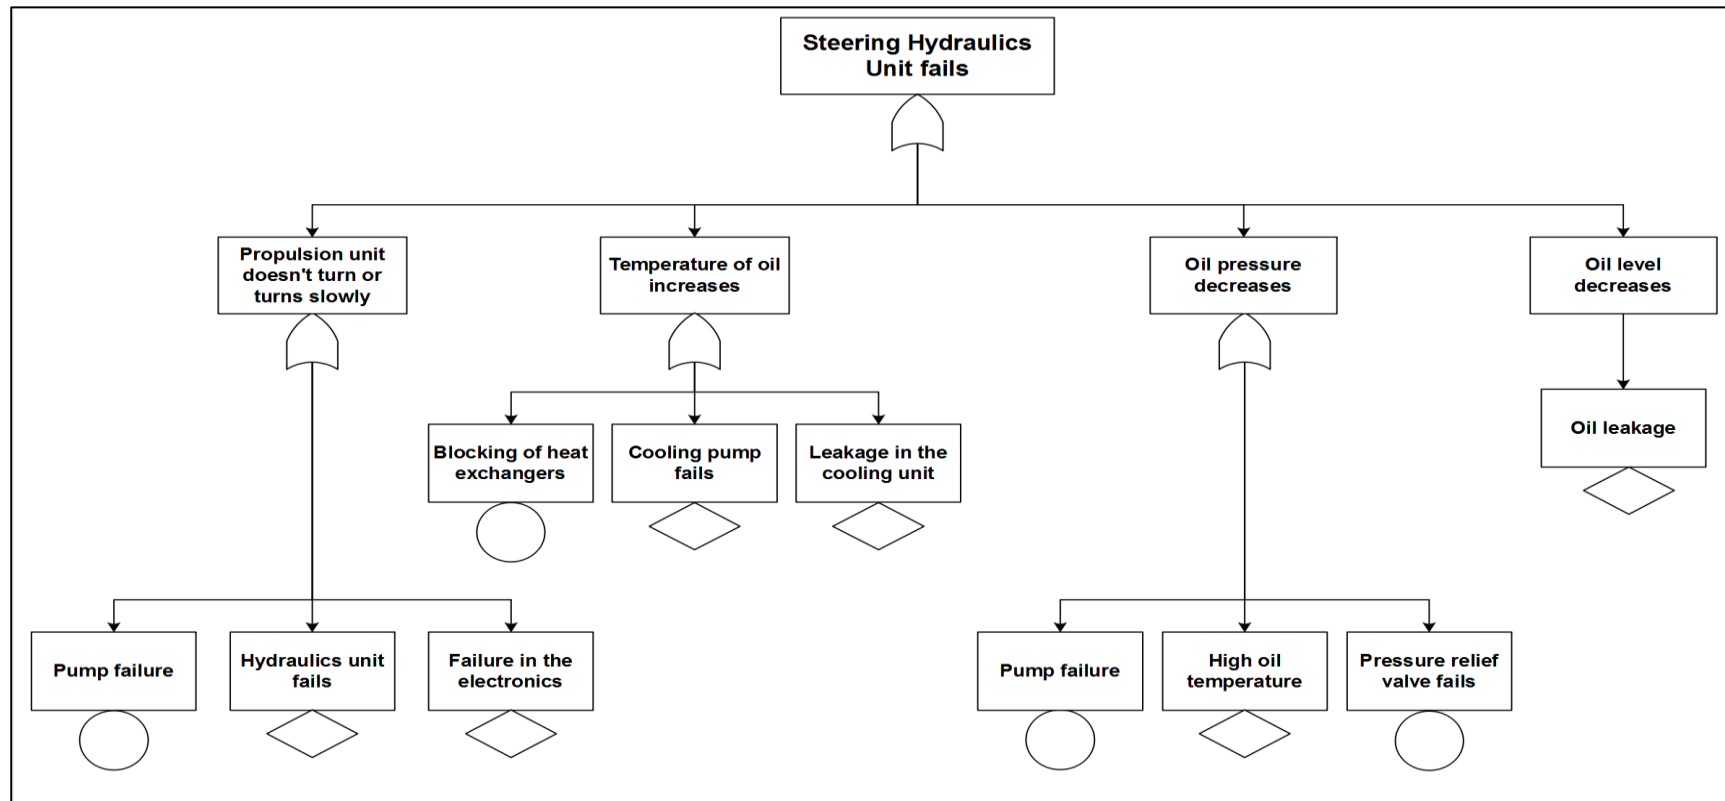 Steering Hydraulics
Unit fails
Propulsion unit
doesn't turn or
turns slowly
Temperature of oil
increases
Oil pressure
decreases
Oil level
decreases
Blocking of heat
exchangers
Cooling pump
fails
Leakage in the
cooling unit
Oil leakage
Pump failure
Hydraulics unit
fails
Failure in the
electronics
Pump failure
High oil
temperature
Pressure relief
valve fails